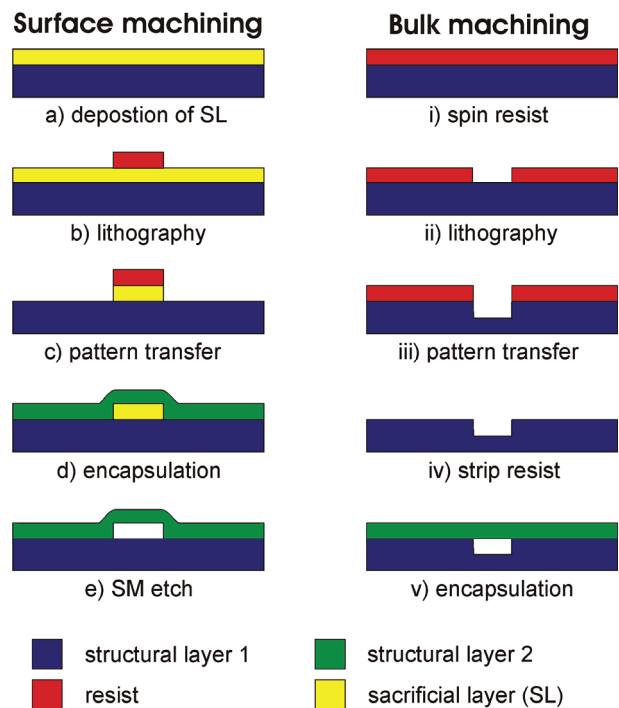 Surface machining
a) depostion of SL
b) lithography
c) pattern transfer
d) encapsulation
e) SM etch
Bulk machining
i) spin resist
ii) lithography
iii) pattern transfer
iv) strip resist
v) encapsulation
structural layer 1
resist
structural layer 2
sacrificial layer (SL)